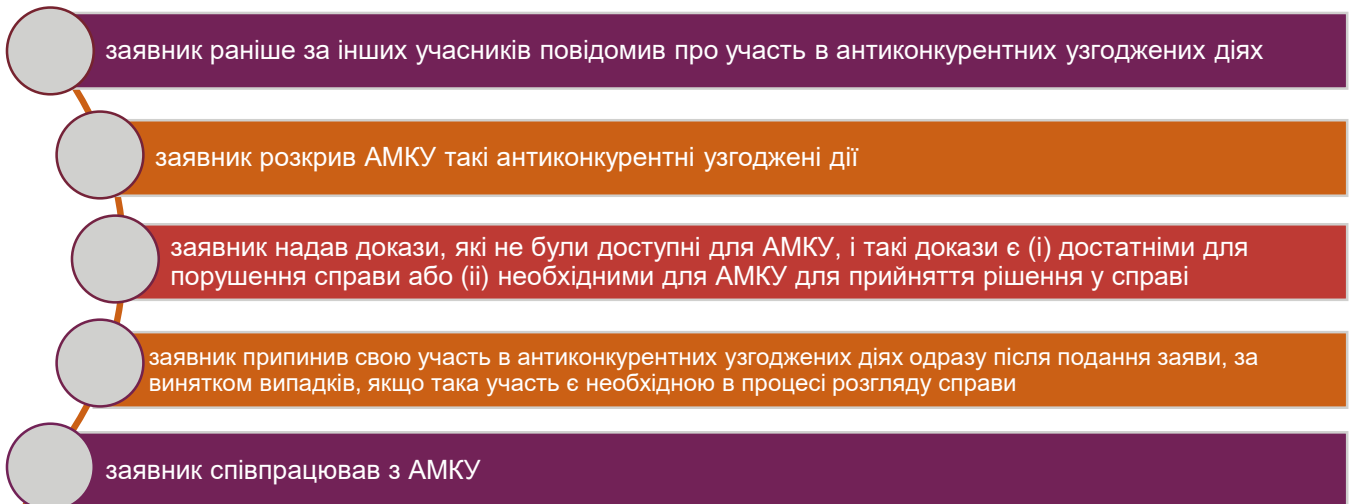 заявник раніше за інших учасників повідомив про участь в антиконкурентних узгоджених діях
заявник розкрив АМКУ такі антиконкурентні узгоджені дії
заявник надав докази, які не були доступні для АМКУ, і такі докази є (і) достатніми для
порушення справи або (іі) необхідними для АМКУ для прийняття рішення у справі
заявник припинив свою участь в антиконкурентних узгоджених діях одразу після подання заяви, за
винятком випадків, якщо така участь є необхідною в процесі розгляду справи
заявник співпрацював з АМКУ